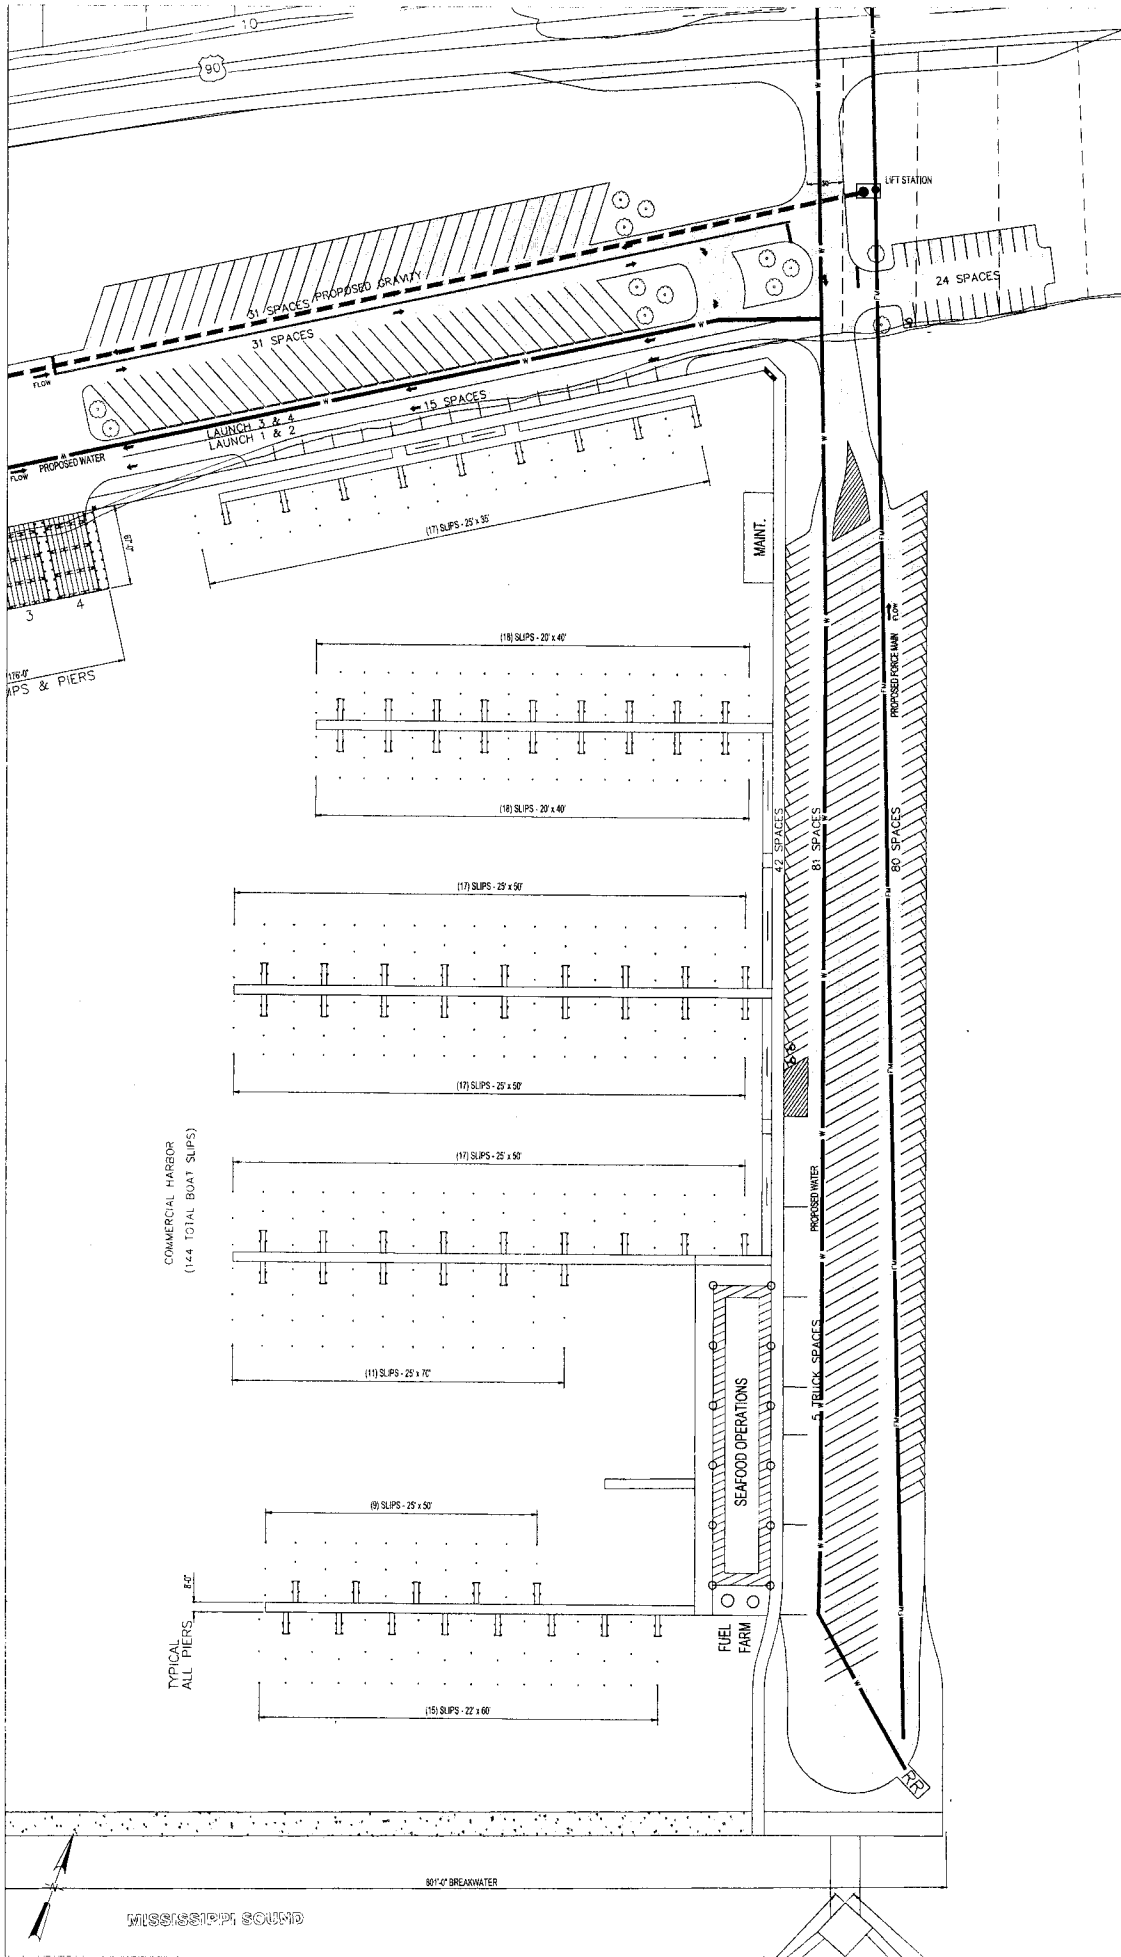 10
90
LIFT STATION
30'
24 SPACES
31 SPACES PROPOSED GRAVITY
31 SPACES
FLOW
15 SPACES
LAUNCH 3 & 4
LAUNCH 1 & 2
PROPOSED WATER
FLOW
(17) SLIPS - 25' x 35'
MAINT.
3
4
176'-0"
IPS & PIERS
FLOW
PROPOSED FORCE MAIN
(18) SLIPS - 20' x 40'
(18) SLIPS - 20' x 40'
42 SPACES
81 SPACES
80 SPACES
(17) SLIPS - 25' x 50'
(17) SLIPS - 25' x 50'
COMMERCIAL HARBOR
(144 TOTAL BOAT SLIPS)
(17) SLIPS - 25' x 50'
PROPOSED WATER
(11) SLIPS - 25' x 70'
5 TRUCK SPACES
SEAFOOD OPERATIONS
(9) SLIPS - 25' x 50'
8'-0"
TYPICAL
ALL PIERS
FUEL
FARM
(15) SLIPS - 22' x 60'
RR
801'-0" BREAKWATER
N
MISSISSIPPI SOUND